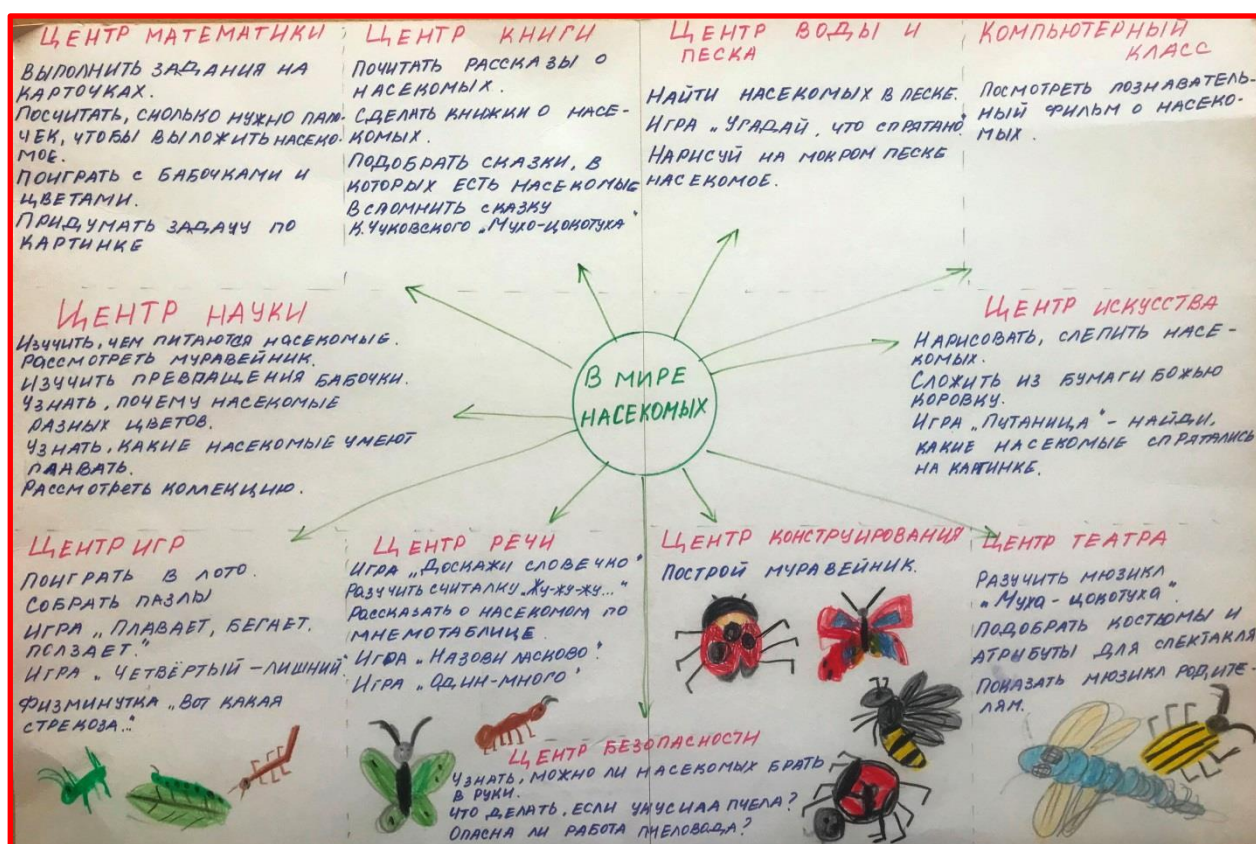 ЦЕНТР МАТЕМАТИКИ
ВЫПОЛНИТЬ ЗАДАНИЯ НА
КАРТОЧКАХ.
ПОСЧИТАТЬ, СКОЛЬКО НУЖНО ПАЛО-
ЧЕК, ЧТОБЫ ВЫЛОЖИТЬ НАСЕКО-
МОЕ.
ПОИГРАТЬ С БАБОЧКАМИ И
ЦВЕТАМИ.
ПРИДУМАТЬ ЗАДАЧУ ПО
КАРТИНКЕ
ЦЕНТР КНИГИ
ПОЧИТАТЬ РАССКАЗЫ О
НАСЕКОМЫХ.
СДЕЛАТЬ КНИЖКИ О НАСЕ-
КОМЫХ.
ПОДОБРАТЬ СКАЗКИ, В
КОТОРЫХ ЕСТЬ НАСЕКОМЫЕ
ВСПОМНИТЬ СКАЗКУ
К.ЧУКОВСКОГО „МУХО-ЦОКОТУХА"
ЦЕНТР ВОДЫ И
ПЕСКА
НАЙТИ НАСЕКОМЫХ В ПЕСКЕ.
ИГРА „УГАДАЙ, ЧТО СПРЯТАНО"
НАРИСУЙ НА МОКРОМ ПЕСКЕ
НАСЕКОМОЕ.
КОМПЬЮТЕРНЫЙ
КЛАСС
ПОСМОТРЕТЬ ПОЗНАВАТЕЛЬ-
НЫЙ ФИЛЬМ О НАСЕКО-
МЫХ.
ЦЕНТР НАУКИ
ИЗУЧИТЬ, ЧЕМ ПИТАЮТСЯ НАСЕКОМЫЕ.
РАССМОТРЕТЬ МУРАВЕЙНИК.
ИЗУЧИТЬ ПРЕВРАЩЕНИЯ БАБОЧКИ.
УЗНАТЬ, ПОЧЕМУ НАСЕКОМЫЕ
РАЗНЫХ ЦВЕТОВ.
УЗНАТЬ, КАКИЕ НАСЕКОМЫЕ УМЕЮТ
ПЛАВАТЬ.
РАССМОТРЕТЬ КОЛЛЕКЦИЮ.
В МИРЕ
НАСЕКОМЫХ
ЦЕНТР ИСКУССТВА
НАРИСОВАТЬ, СЛЕПИТЬ НАСЕ-
КОМЫХ.
СЛОЖИТЬ ИЗ БУМАГИ БОЖЬЮ
КОРОВКУ.
ИГРА „ПУТАНИЦА" - НАЙДИ,
КАКИЕ НАСЕКОМЫЕ СПРЯТАЛИСЬ
НА КАРТИНКЕ.
ЦЕНТР ИГР
ПОИГРАТЬ В ЛОТО.
СОБРАТЬ ПАЗЛЫ
ИГРА „ПЛАВАЕТ, БЕГАЕТ,
ПОЛЗАЕТ."
ИГРА „ЧЕТВЁРТЫЙ - ЛИШНИЙ"
ФИЗМИНУТКА „ВОТ КАКАЯ
СТРЕКОЗА."
ЦЕНТР РЕЧИ
ИГРА „ДОСКАЖИ СЛОВЕЧКО"
РАЗУЧИТЬ СЧИТАЛКУ „ЖУ-ЖУ-ЖУ..."
РАССКАЗАТЬ О НАСЕКОМОМ ПО
МНЕМОТАБЛИЦЕ
ИГРА „НАЗОВИ ЛАСКОВО".
ИГРА „ОДИН-МНОГО"
ЦЕНТР КОНСТРУИРОВАНИЯ
ПОСТРОЙ МУРАВЕЙНИК.
ЦЕНТР ТЕАТРА
РАЗУЧИТЬ МЮЗИКЛ
„МУХА - ЦОКОТУХА".
ПОДОБРАТЬ КОСТЮМЫ И
АТРИБУТЫ ДЛЯ СПЕКТАКЛЯ
ПОКАЗАТЬ МЮЗИКЛ РОДИТЕ-
ЛЯМ.
ЦЕНТР БЕЗОПАСНОСТИ
УЗНАТЬ, МОЖНО ЛИ НАСЕКОМЫХ БРАТЬ
В РУКИ.
ЧТО ДЕЛАТЬ, ЕСЛИ УКУСИЛА ПЧЕЛА?
ОПАСНА ЛИ РАБОТА ПЧЕЛОВОДА?